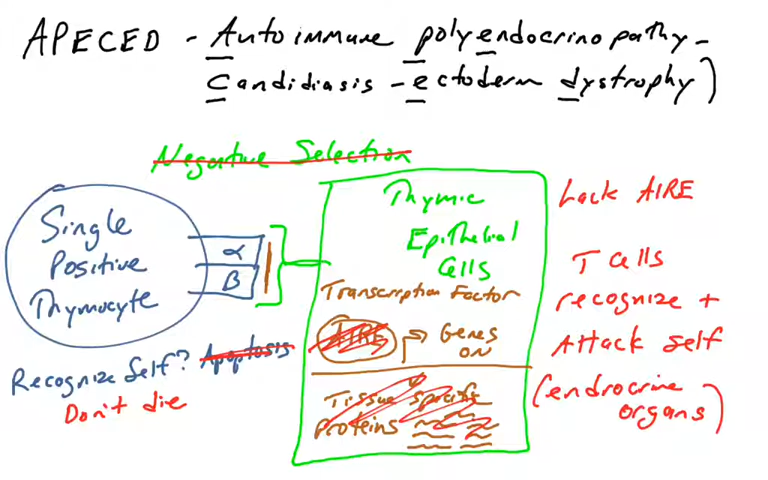 APECED - Autoimmune polyendocrinopathy-
Candidiasis - ectoderm dystrophy)
Negative Selection
Single
Positive
Thymocyte
α
β
Thymic
Epithelial
Cells
Transcription Factor
AIRE → Genes
ON
Tissue specific
proteins
Recognize Self? Apoptosis
Don't die
Lack AIRE
T cells
recognize +
Attack self
(endocrine
organs)